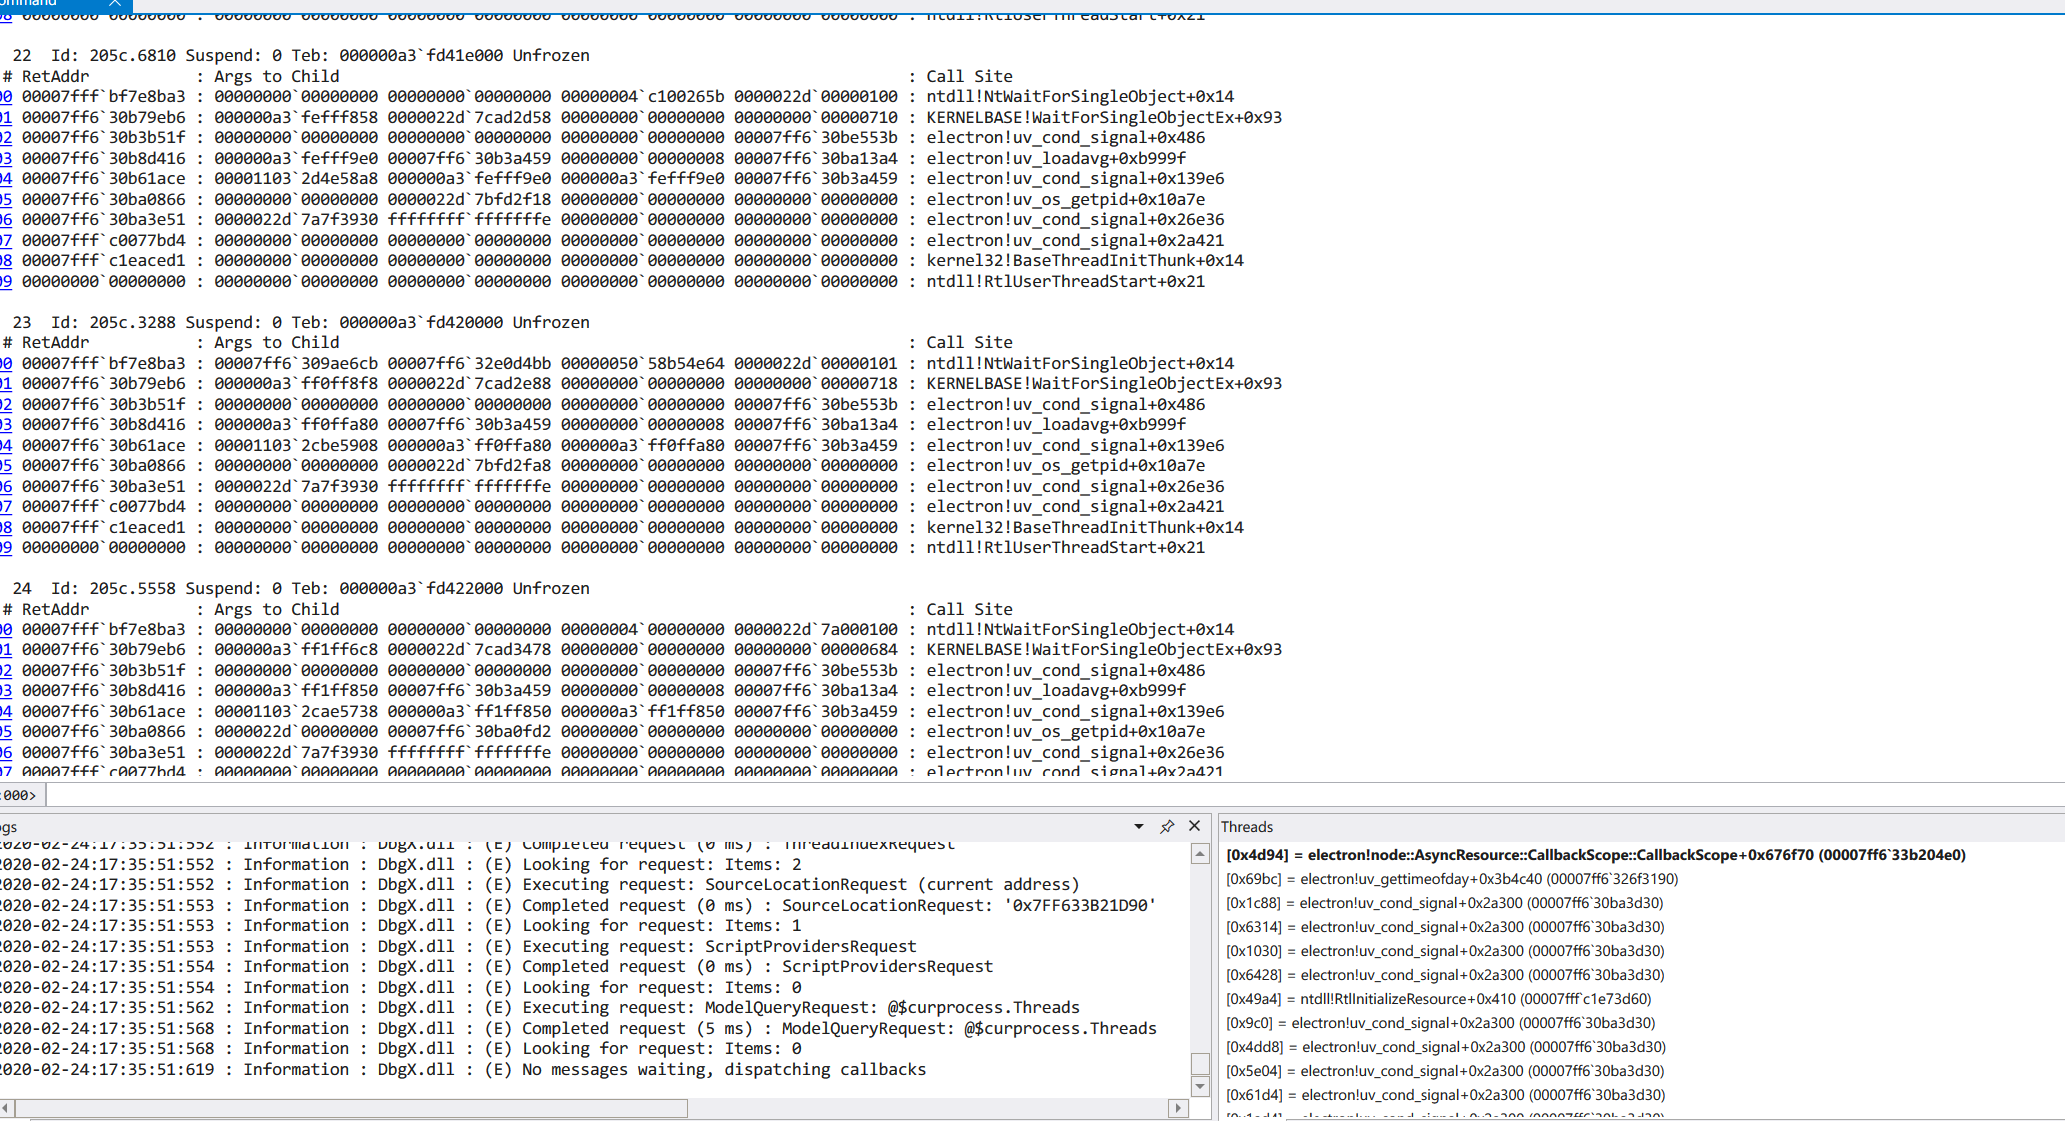 ommand
00000000`00000000 : 00000000`00000000 00000000`00000000 00000000`00000000 00000000`00000000 : ntdll!RtlUserThreadStart+0x21
22 Id: 205c.6810 Suspend: 0 Teb: 000000a3`fd41e000 Unfrozen
# RetAddr : Args to Child : Call Site
00 00007fff`bf7e8ba3 : 00000000`00000000 00000000`00000000 00000004`c100265b 0000022d`00000100 : ntdll!NtWaitForSingleObject+0x14
01 00007ff6`30b79eb6 : 000000a3`fefff858 0000022d`7cad2d58 00000000`00000000 00000000`00000710 : KERNELBASE!WaitForSingleObjectEx+0x93
02 00007ff6`30b3b51f : 00000000`00000000 00000000`00000000 00000000`00000000 00007ff6`30be553b : electron!uv_cond_signal+0x486
03 00007ff6`30b8d416 : 000000a3`fefff9e0 00007ff6`30b3a459 00000000`00000008 00007ff6`30ba13a4 : electron!uv_loadavg+0xb999f
04 00007ff6`30b61ace : 00001103`2d4e58a8 000000a3`fefff9e0 000000a3`fefff9e0 00007ff6`30b3a459 : electron!uv_cond_signal+0x139e6
05 00007ff6`30ba0866 : 00000000`00000000 0000022d`7bfd2f18 00000000`00000000 00000000`00000000 : electron!uv_os_getpid+0x10a7e
06 00007ff6`30ba3e51 : 0000022d`7a7f3930 ffffffff`fffffffe 00000000`00000000 00000000`00000000 : electron!uv_cond_signal+0x26e36
07 00007fff`c0077bd4 : 00000000`00000000 00000000`00000000 00000000`00000000 00000000`00000000 : electron!uv_cond_signal+0x2a421
08 00007fff`c1eaced1 : 00000000`00000000 00000000`00000000 00000000`00000000 00000000`00000000 : kernel32!BaseThreadInitThunk+0x14
09 00000000`00000000 : 00000000`00000000 00000000`00000000 00000000`00000000 00000000`00000000 : ntdll!RtlUserThreadStart+0x21
23 Id: 205c.3288 Suspend: 0 Teb: 000000a3`fd420000 Unfrozen
# RetAddr : Args to Child : Call Site
00 00007fff`bf7e8ba3 : 00007ff6`309ae6cb 00007ff6`32e0d4bb 00000050`58b54e64 0000022d`00000101 : ntdll!NtWaitForSingleObject+0x14
01 00007ff6`30b79eb6 : 000000a3`ff0ff8f8 0000022d`7cad2e88 00000000`00000000 00000000`00000718 : KERNELBASE!WaitForSingleObjectEx+0x93
02 00007ff6`30b3b51f : 00000000`00000000 00000000`00000000 00000000`00000000 00007ff6`30be553b : electron!uv_cond_signal+0x486
03 00007ff6`30b8d416 : 000000a3`ff0ffa80 00007ff6`30b3a459 00000000`00000008 00007ff6`30ba13a4 : electron!uv_loadavg+0xb999f
04 00007ff6`30b61ace : 00001103`2cbe5908 000000a3`ff0ffa80 000000a3`ff0ffa80 00007ff6`30b3a459 : electron!uv_cond_signal+0x139e6
05 00007ff6`30ba0866 : 00000000`00000000 0000022d`7bfd2fa8 00000000`00000000 00000000`00000000 : electron!uv_os_getpid+0x10a7e
06 00007ff6`30ba3e51 : 0000022d`7a7f3930 ffffffff`fffffffe 00000000`00000000 00000000`00000000 : electron!uv_cond_signal+0x26e36
07 00007fff`c0077bd4 : 00000000`00000000 00000000`00000000 00000000`00000000 00000000`00000000 : electron!uv_cond_signal+0x2a421
08 00007fff`c1eaced1 : 00000000`00000000 00000000`00000000 00000000`00000000 00000000`00000000 : kernel32!BaseThreadInitThunk+0x14
09 00000000`00000000 : 00000000`00000000 00000000`00000000 00000000`00000000 00000000`00000000 : ntdll!RtlUserThreadStart+0x21
24 Id: 205c.5558 Suspend: 0 Teb: 000000a3`fd422000 Unfrozen
# RetAddr : Args to Child : Call Site
00 00007fff`bf7e8ba3 : 00000000`00000000 00000000`00000000 00000004`00000000 0000022d`7a000100 : ntdll!NtWaitForSingleObject+0x14
01 00007ff6`30b79eb6 : 000000a3`ff1ff6c8 0000022d`7cad3478 00000000`00000000 00000000`00000684 : KERNELBASE!WaitForSingleObjectEx+0x93
02 00007ff6`30b3b51f : 00000000`00000000 00000000`00000000 00000000`00000000 00007ff6`30be553b : electron!uv_cond_signal+0x486
03 00007ff6`30b8d416 : 000000a3`ff1ff850 00007ff6`30b3a459 00000000`00000008 00007ff6`30ba13a4 : electron!uv_loadavg+0xb999f
04 00007ff6`30b61ace : 00001103`2cae5738 000000a3`ff1ff850 000000a3`ff1ff850 00007ff6`30b3a459 : electron!uv_cond_signal+0x139e6
05 00007ff6`30ba0866 : 0000022d`00000000 00007ff6`30ba0fd2 00000000`00000000 00000000`00000000 : electron!uv_os_getpid+0x10a7e
06 00007ff6`30ba3e51 : 0000022d`7a7f3930 ffffffff`fffffffe 00000000`00000000 00000000`00000000 : electron!uv_cond_signal+0x26e36
07 00007fff`c0077bd4 : 00000000`00000000 00000000`00000000 00000000`00000000 00000000`00000000 : electron!uv_cond_signal+0x2a421
:000>
ogs
2020-02-24:17:35:51:552 : Information : DbgX.dll : (E) Completed request (0 ms) : ThreadIndexRequest
2020-02-24:17:35:51:552 : Information : DbgX.dll : (E) Looking for request: Items: 2
2020-02-24:17:35:51:552 : Information : DbgX.dll : (E) Executing request: SourceLocationRequest (current address)
2020-02-24:17:35:51:553 : Information : DbgX.dll : (E) Completed request (0 ms) : SourceLocationRequest: '0x7FF633B21D90'
2020-02-24:17:35:51:553 : Information : DbgX.dll : (E) Looking for request: Items: 1
2020-02-24:17:35:51:553 : Information : DbgX.dll : (E) Executing request: ScriptProvidersRequest
2020-02-24:17:35:51:554 : Information : DbgX.dll : (E) Completed request (0 ms) : ScriptProvidersRequest
2020-02-24:17:35:51:554 : Information : DbgX.dll : (E) Looking for request: Items: 0
2020-02-24:17:35:51:562 : Information : DbgX.dll : (E) Executing request: ModelQueryRequest: @$curprocess.Threads
2020-02-24:17:35:51:568 : Information : DbgX.dll : (E) Completed request (5 ms) : ModelQueryRequest: @$curprocess.Threads
2020-02-24:17:35:51:568 : Information : DbgX.dll : (E) Looking for request: Items: 0
2020-02-24:17:35:51:619 : Information : DbgX.dll : (E) No messages waiting, dispatching callbacks
Threads
[0x4d94] = electron!node::AsyncResource::CallbackScope::CallbackScope+0x676f70 (00007ff6`33b204e0)
[0x69bc] = electron!uv_gettimeofday+0x3b4c40 (00007ff6`326f3190)
[0x1c88] = electron!uv_cond_signal+0x2a300 (00007ff6`30ba3d30)
[0x6314] = electron!uv_cond_signal+0x2a300 (00007ff6`30ba3d30)
[0x1030] = electron!uv_cond_signal+0x2a300 (00007ff6`30ba3d30)
[0x6428] = electron!uv_cond_signal+0x2a300 (00007ff6`30ba3d30)
[0x49a4] = ntdll!RtlInitializeResource+0x410 (00007fff`c1e73d60)
[0x9c0] = electron!uv_cond_signal+0x2a300 (00007ff6`30ba3d30)
[0x4dd8] = electron!uv_cond_signal+0x2a300 (00007ff6`30ba3d30)
[0x5e04] = electron!uv_cond_signal+0x2a300 (00007ff6`30ba3d30)
[0x61d4] = electron!uv_cond_signal+0x2a300 (00007ff6`30ba3d30)